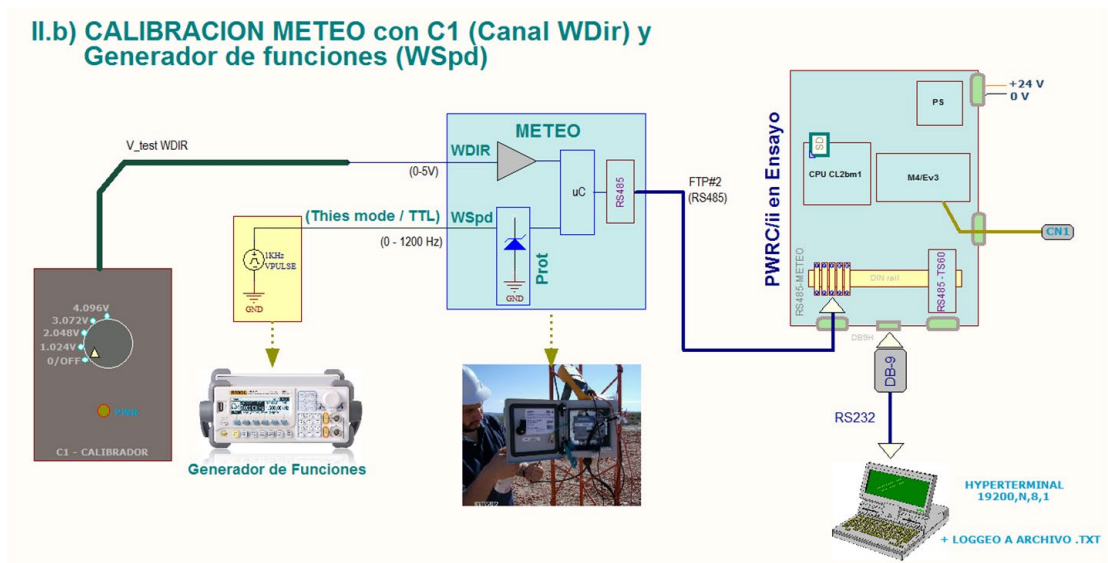 II.b) CALIBRACION METEO con C1 (Canal WDir) y
Generador de funciones (WSpd)
V_test WDIR
METEO
WDIR
(0-5V)
(Thies mode / TTL)
WSpd
(0 - 1200 Hz)
uC
RS485
Prot
GND
1KHz
VPULSE
GND
FTP#2
(RS485)
PWRC/ii en Ensayo
PS
+24 V
0 V
SD
CPU CL2bm1
M4/Ev3
CN1
RS485-METEO
DIN rail
RS485 -TS60
DB9H
DB-9
RS232
4.096V
3.072V
2.048V
1.024V
0/OFF
PWR
C1 - CALIBRADOR
Generador de Funciones
HYPERTERMINAL
19200,N,8,1
+ LOGGEO A ARCHIVO .TXT